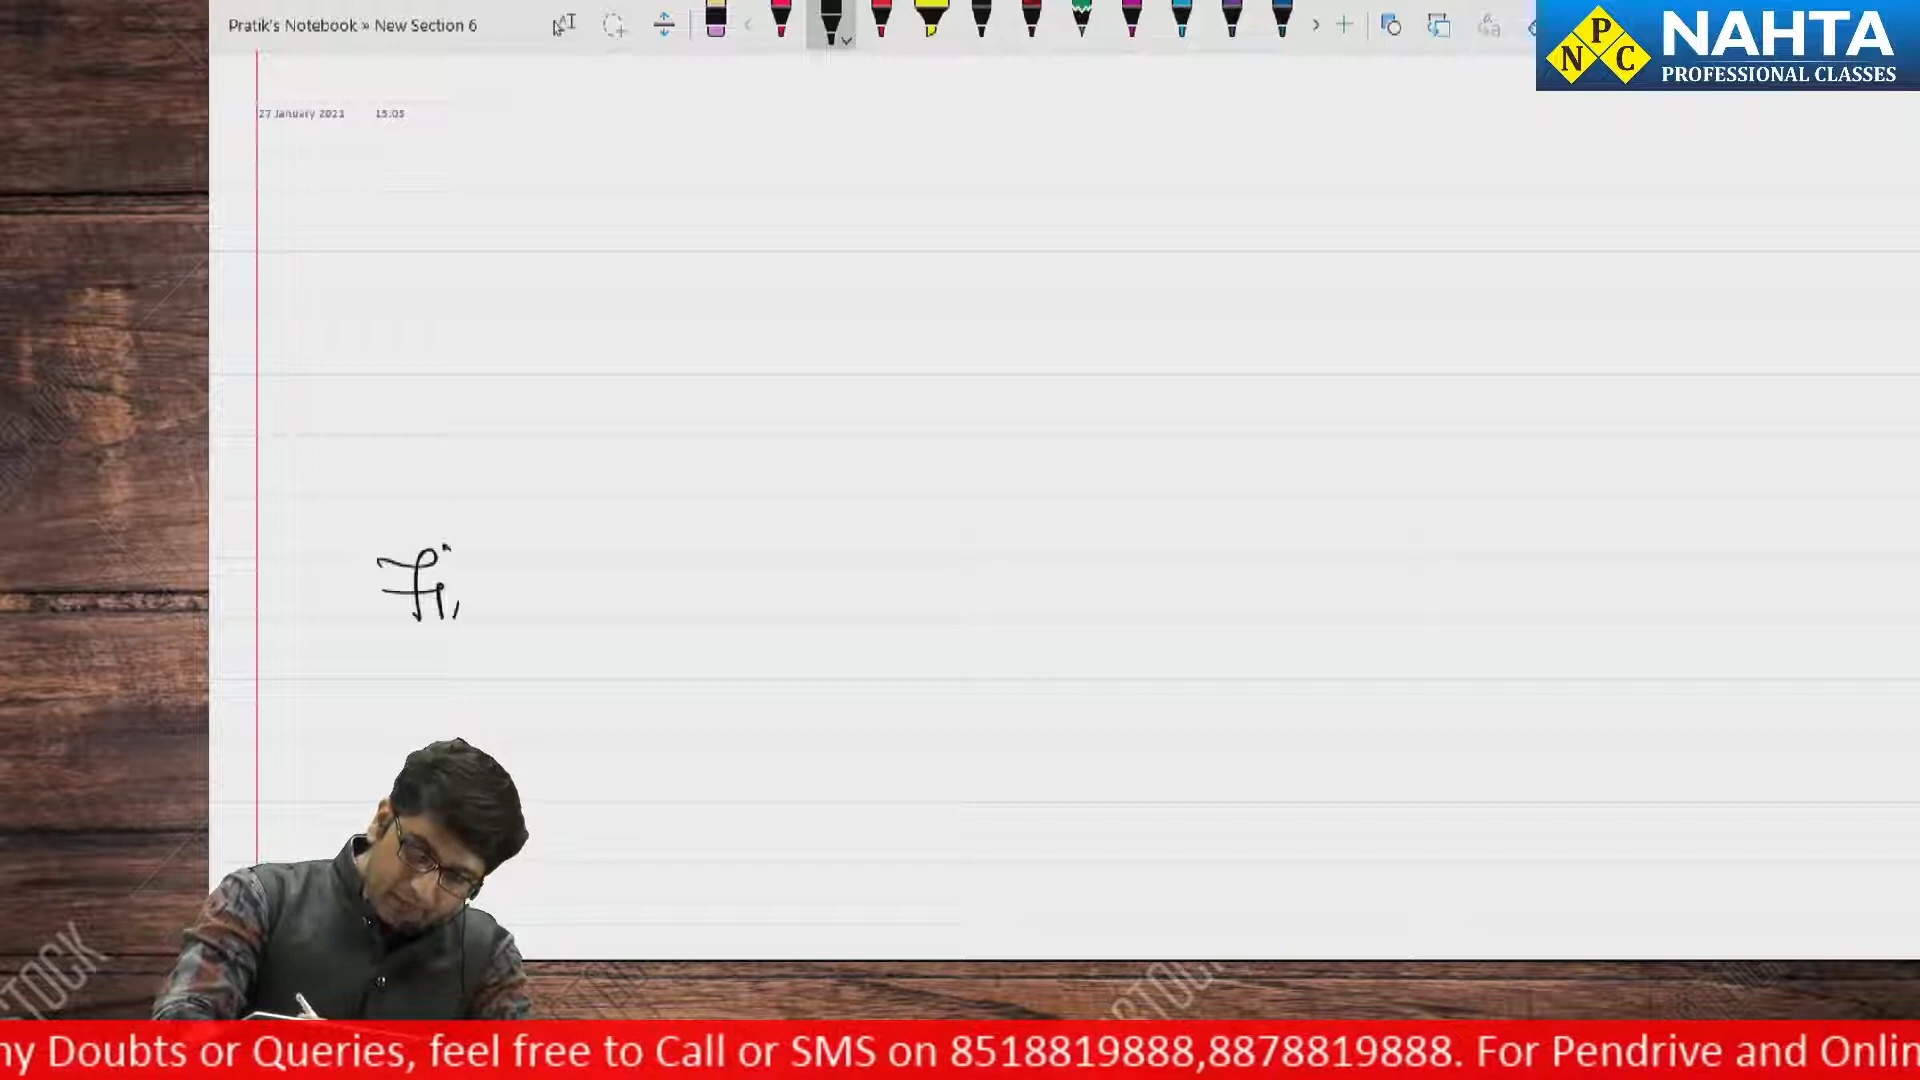 Pratik's Notebook » New Section 6
NPC
NAHTA
PROFESSIONAL CLASSES
27 January 2021 15:05
ny Doubts or Queries, feel free to Call or SMS on 8518819888,8878819888. For Pendrive and Onlin